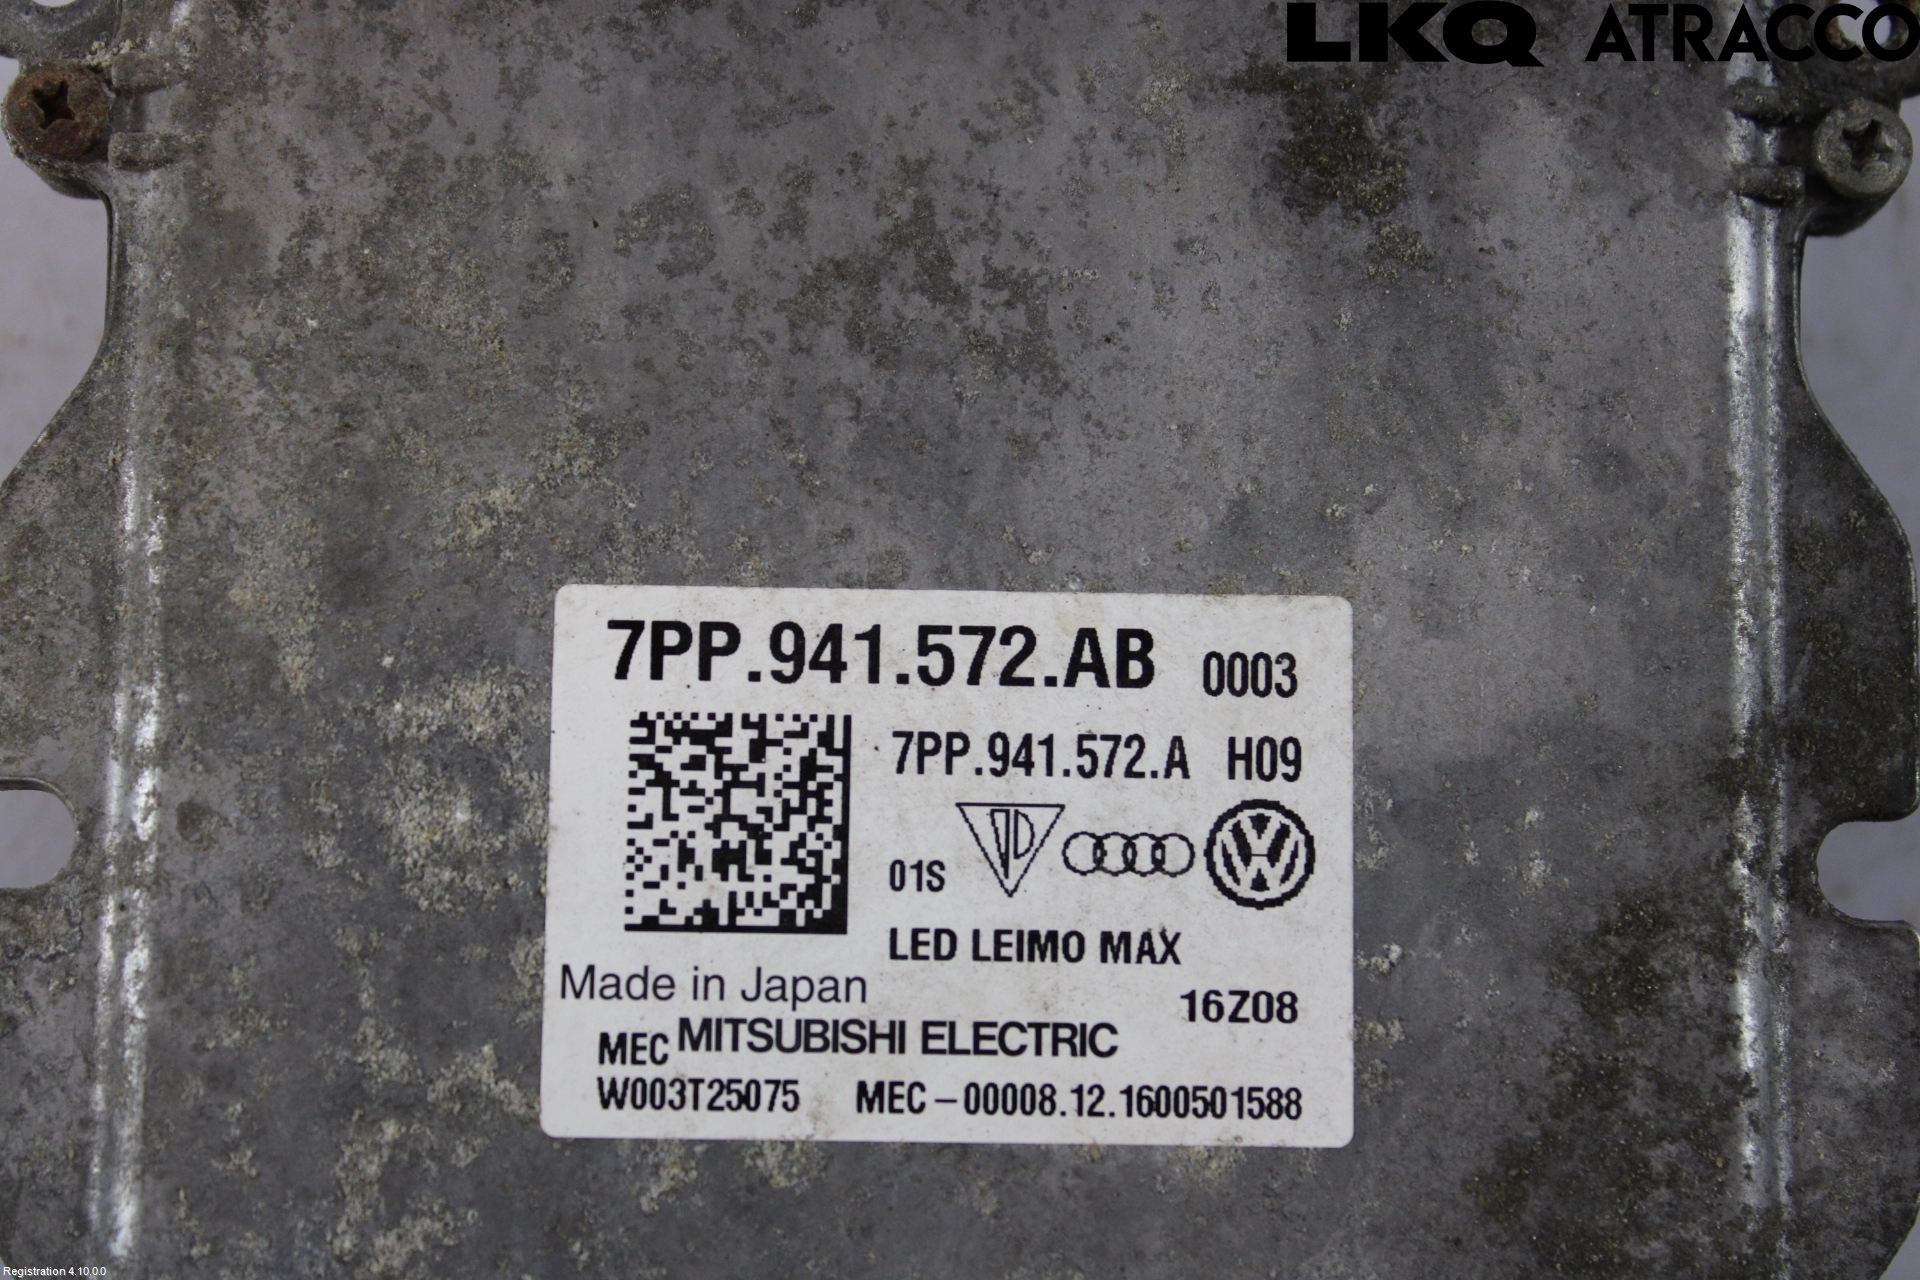 LKQ ATRACCO
7PP.941.572.AB 0003
7PP.941.572.A H09
01S
LED LEIMO MAX
Made in Japan 16Z08
MEC MITSUBISHI ELECTRIC
W003T25075 MEC-00008.12.1600501588
Registration 4.10.0.0